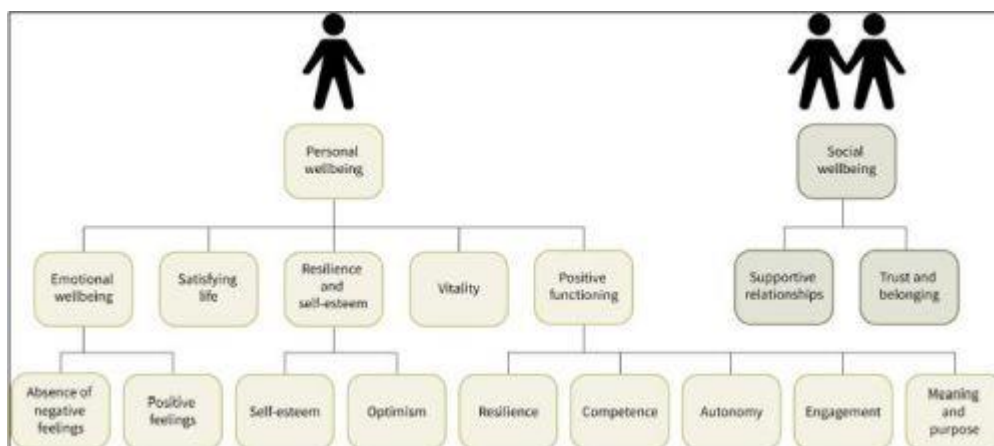 Personal
wellbeing
Social
wellbeing
Emotional
wellbeing
Satisfying
life
Resilience
and
self-esteem
Vitality
Positive
functioning
Supportive
relationships
Trust and
belonging
Absence of
negative
feelings
Positive
feelings
Self-esteem
Optimism
Resilience
Competence
Autonomy
Engagement
Meaning
and
purpose